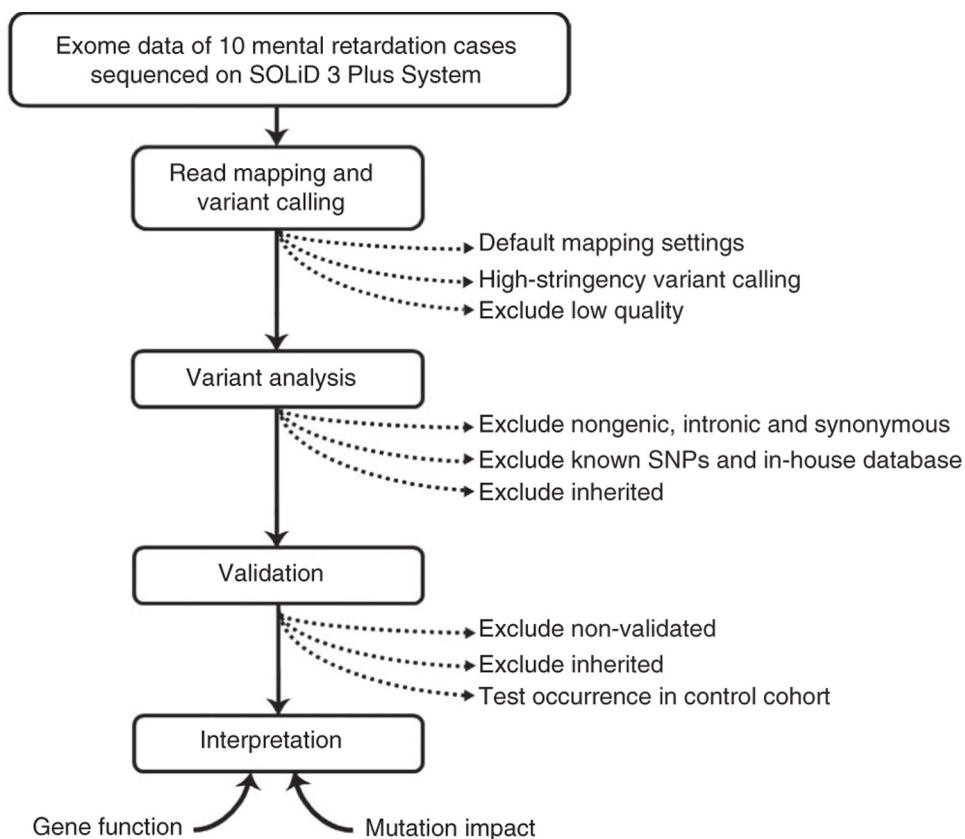 Exome data of 10 mental retardation cases
sequenced on SOLiD 3 Plus System
Read mapping and
variant calling
Default mapping settings
High-stringency variant calling
Exclude low quality
Variant analysis
Exclude nongenic, intronic and synonymous
Exclude known SNPs and in-house database
Exclude inherited
Validation
Exclude non-validated
Exclude inherited
Test occurrence in control cohort
Interpretation
Gene function
Mutation impact